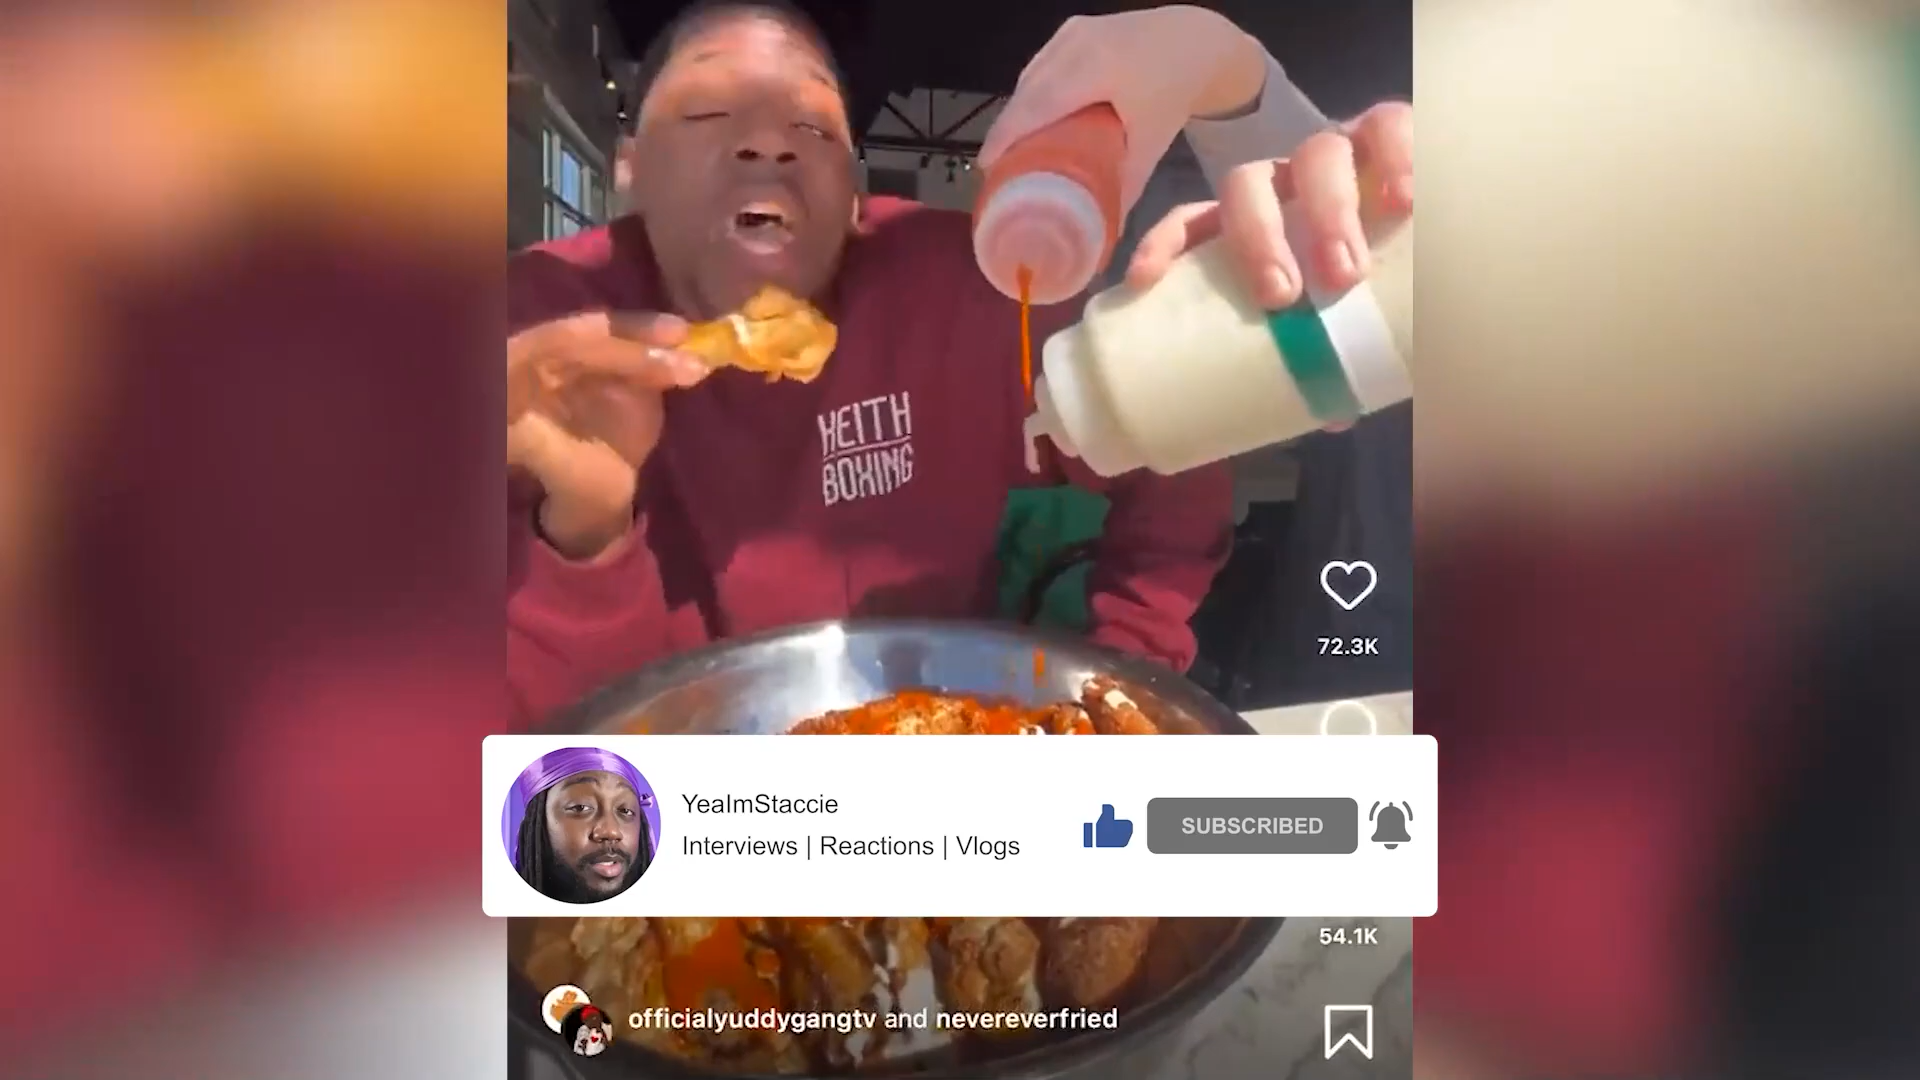 KEITH
BOXING
72.3K
YeaImStaccie
Interviews | Reactions | Vlogs
SUBSCRIBED
54.1K
officialyuddygangtv and nevereverfried